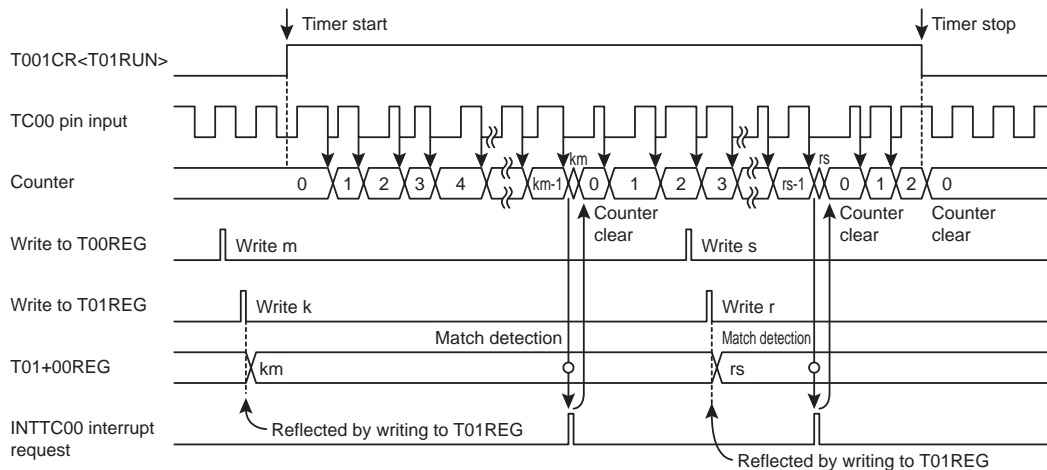 Timer start
Timer stop
T001CR<T01RUN>
TC00 pin input
km
rs
Counter
0 1 2 3 4 km-1 0 1 2 3 rs-1 0 1 2 0
Counter clear
Counter clear
Counter clear
Write to T00REG
Write m
Write s
Write to T01REG
Write k
Write r
Match detection
Match detection
T01+00REG
km
rs
Reflected by writing to T01REG
INTTC00 interrupt
request
Reflected by writing to T01REG